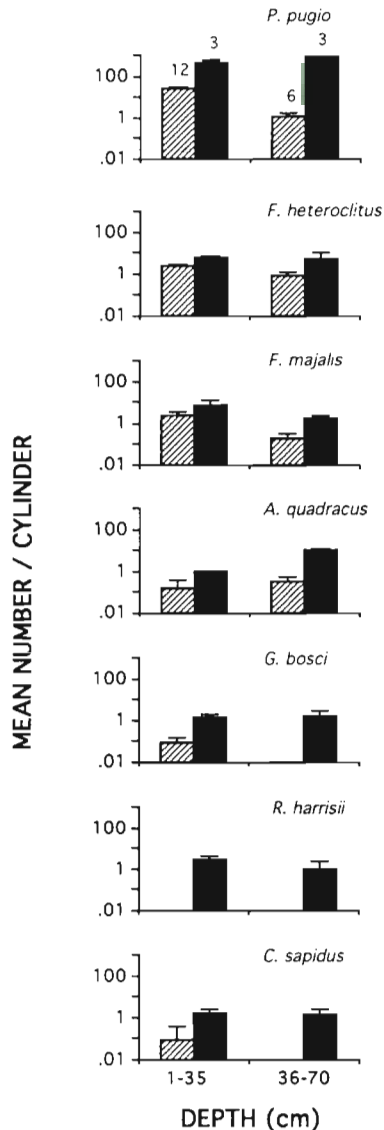 P. pugio
12 3 6 3
100
1
.01
F. heteroclitus
100
1
.01
F. majalis
100
1
.01
A. quadracus
100
1
.01
G. bosci
100
1
.01
R. harrisii
100
1
.01
C. sapidus
100
1
.01
1-35 36-70
DEPTH (cm)
MEAN NUMBER / CYLINDER